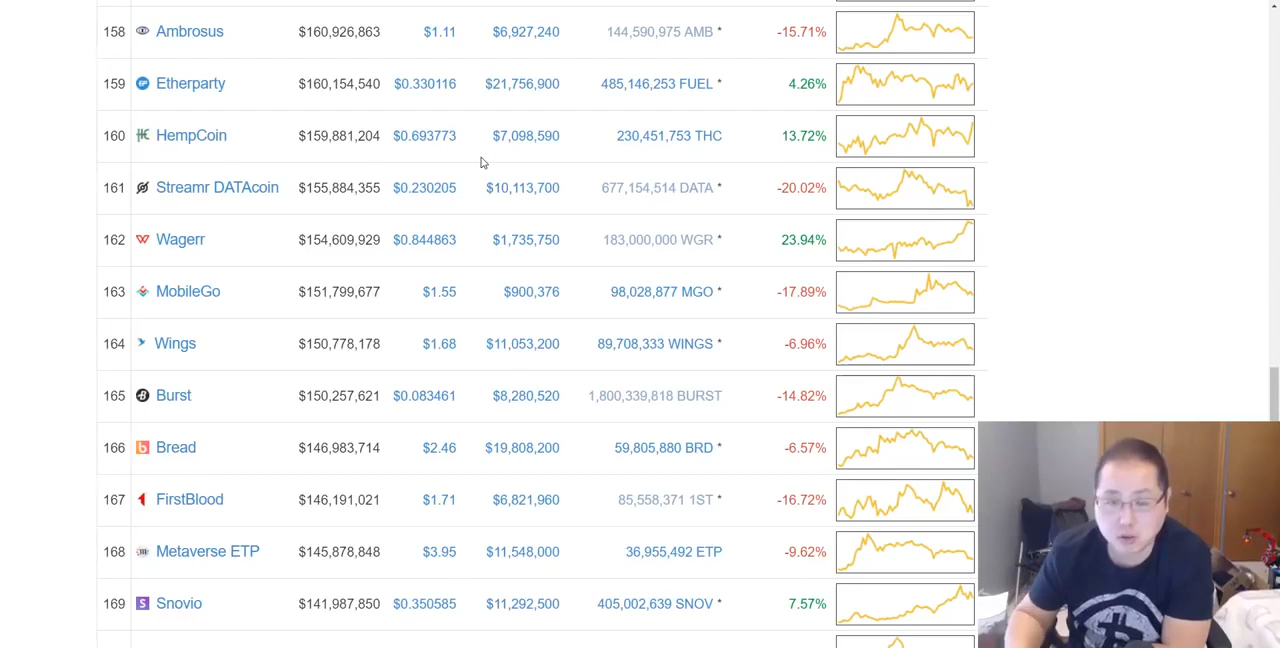 158 Ambrosus $160,926,863 $1.11 $6,927,240 144,590,975 AMB * -15.71%
159 Etherparty $160,154,540 $0.330116 $21,756,900 485,146,253 FUEL * 4.26%
160 HempCoin $159,881,204 $0.693773 $7,098,590 230,451,753 THC 13.72%
161 Streamr DATAcoin $155,884,355 $0.230205 $10,113,700 677,154,514 DATA * -20.02%
162 Wagerr $154,609,929 $0.844863 $1,735,750 183,000,000 WGR * 23.94%
163 MobileGo $151,799,677 $1.55 $900,376 98,028,877 MGO * -17.89%
164 Wings $150,778,178 $1.68 $11,053,200 89,708,333 WINGS * -6.96%
165 Burst $150,257,621 $0.083461 $8,280,520 1,800,339,818 BURST -14.82%
166 Bread $146,983,714 $2.46 $19,808,200 59,805,880 BRD * -6.57%
167 FirstBlood $146,191,021 $1.71 $6,821,960 85,558,371 1ST * -16.72%
168 Metaverse ETP $145,878,848 $3.95 $11,548,000 36,955,492 ETP -9.62%
169 Snovio $141,987,850 $0.350585 $11,292,500 405,002,639 SNOV * 7.57%